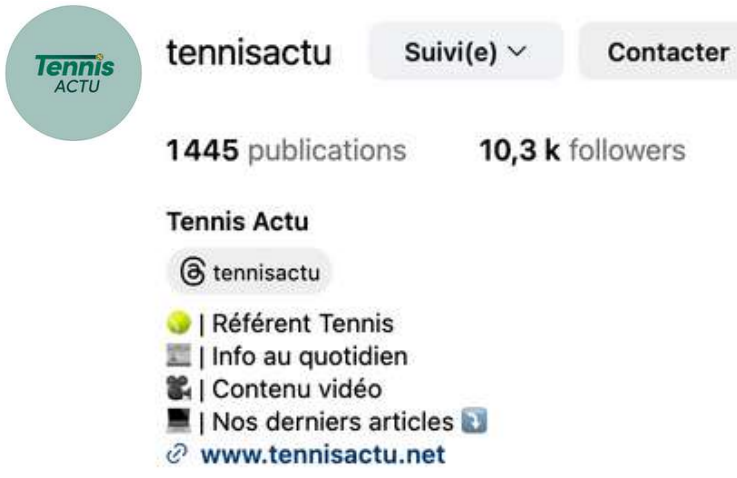 Tennis
ACTU
tennisactu
Suivi(e)
Contacter
1445 publications
10,3 k followers
Tennis Actu
tennisactu
🎾 | Référent Tennis
📰 | Info au quotidien
🎥 | Contenu vidéo
💻 | Nos derniers articles ⤵️
www.tennisactu.net